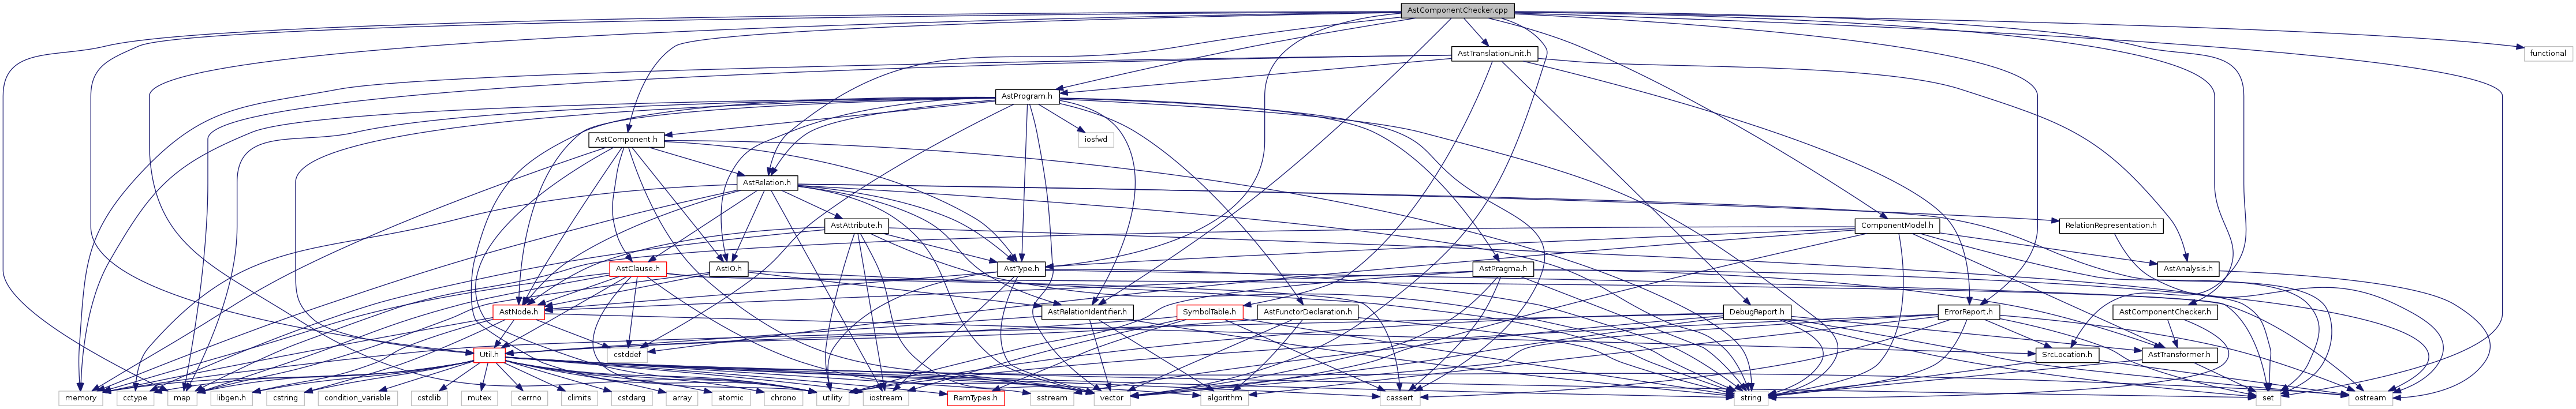 AstComponentChecker.cpp
AstTranslationUnit.h
functional
AstProgram.h
AstComponent.h
iosfwd
AstRelation.h
AstAttribute.h
ComponentModel.h
RelationRepresentation.h
AstClause.h
AstIO.h
AstType.h
AstPragma.h
AstAnalysis.h
AstNode.h
AstRelationIdentifier.h
SymbolTable.h
AstFunctorDeclaration.h
DebugReport.h
ErrorReport.h
AstComponentChecker.h
Util.h
cstddef
SrcLocation.h
AstTransformer.h
memory
cctype
map
libgen.h
cstring
condition_variable
cstdlib
mutex
cerrno
climits
cstdarg
array
atomic
chrono
utility
iostream
RamTypes.h
sstream
vector
algorithm
cassert
string
set
ostream